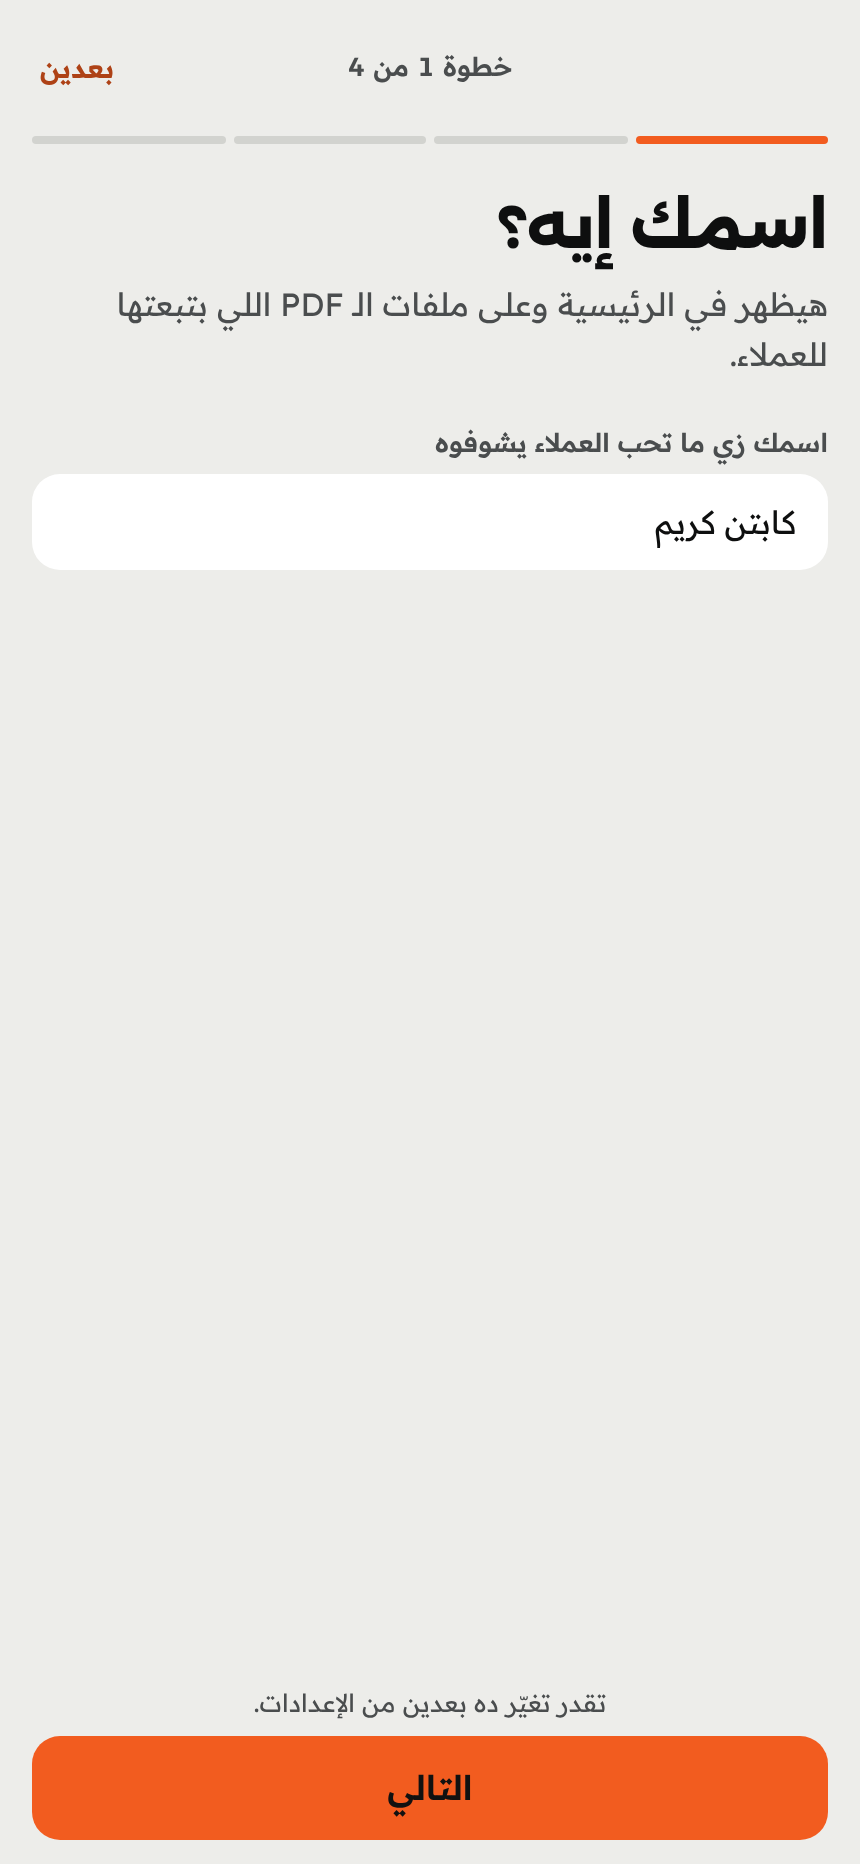 خطوة 1 من 4
بعدين
اسمك إيه؟
هيظهر في الرئيسية وعلى ملفات الـ PDF اللي بتبعتها
للعملاء.
اسمك زي ما تحب العملاء يشوفوه
كابتن كريم
تقدر تغيّر ده بعدين من الإعدادات.
التالي